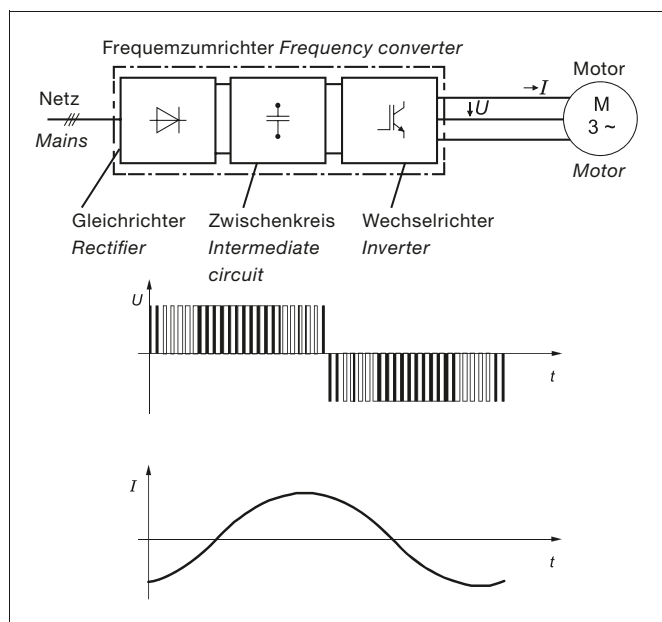 Frequemzumrichter Frequency converter
Netz
Mains
→I
↓U
Motor
M
3 ~
Motor
Gleichrichter
Rectifier
Zwischenkreis
Intermediate
circuit
Wechselrichter
Inverter
U
t
I
t